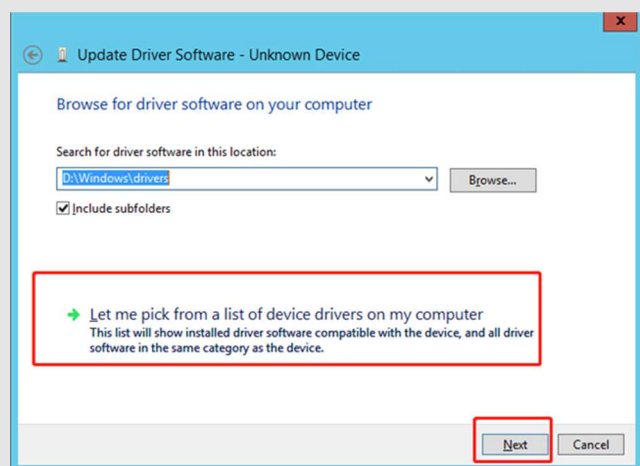 x
Update Driver Software - Unknown Device
Browse for driver software on your computer
Search for driver software in this location:
D:\Windows\drivers
Browse...
Include subfolders
Let me pick from a list of device drivers on my computer
This list will show installed driver software compatible with the device, and all driver
software in the same category as the device.
Next
Cancel